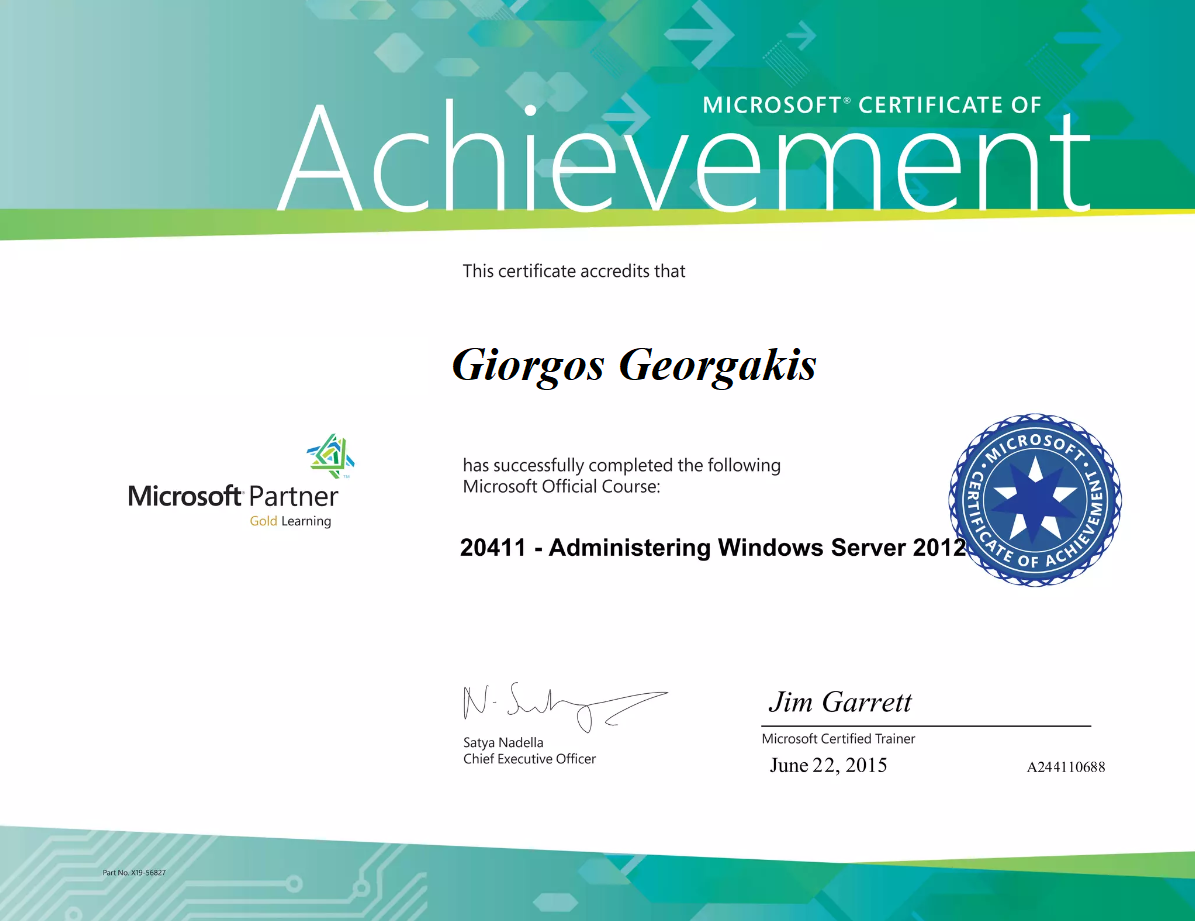 MICROSOFT® CERTIFICATE OF
Achievement
This certificate accredits that
Giorgos Georgakis
Microsoft Partner
Gold Learning
has successfully completed the following
Microsoft Official Course:
20411 - Administering Windows Server 2012
• MICROSOFT •
CERTIFICATE OF ACHIEVEMENT
N. Satya
Satya Nadella
Chief Executive Officer
Jim Garrett
Microsoft Certified Trainer
June 22, 2015
A244110688
Part No. X19-56827